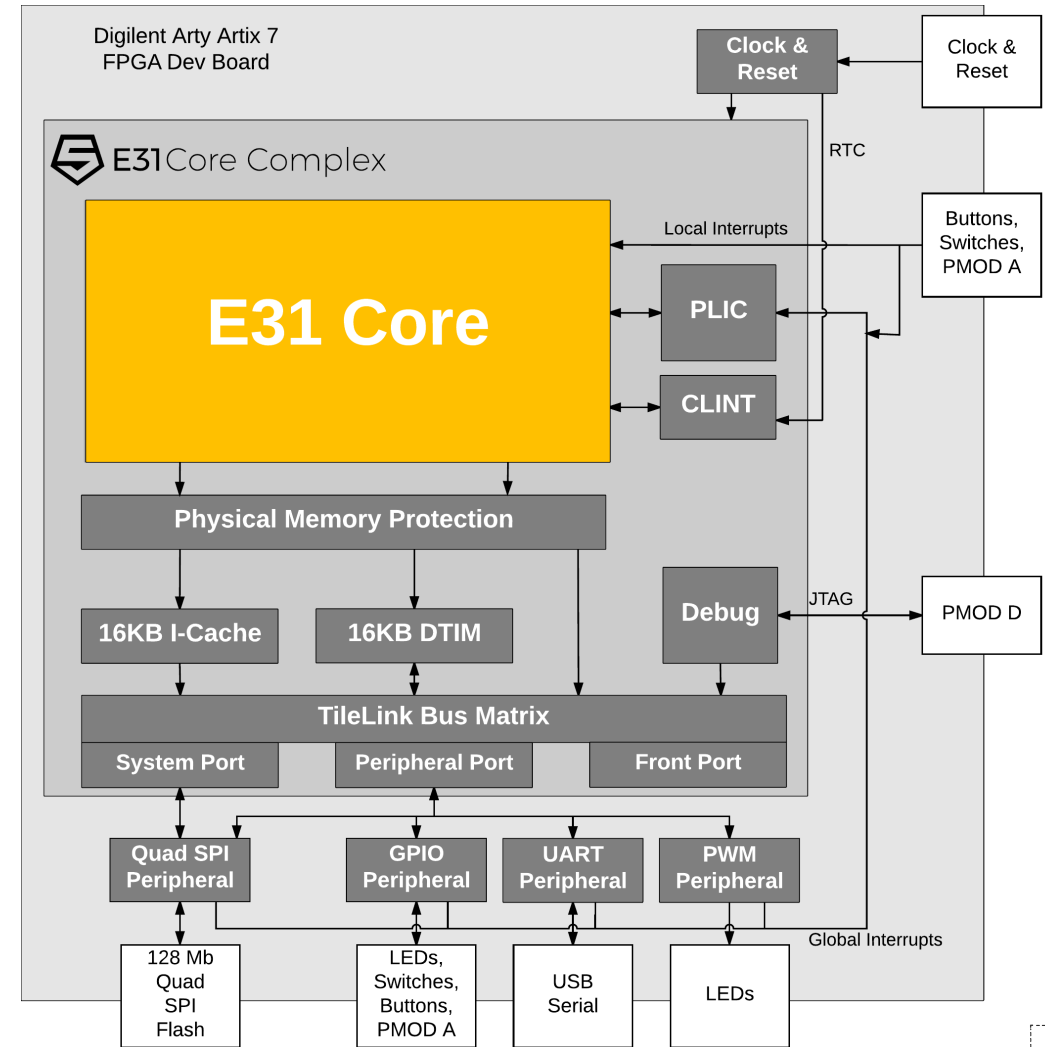 Digilent Arty Artix 7
FPGA Dev Board
Clock &
Reset
Clock &
Reset
RTC
E31 Core Complex
Buttons,
Switches,
PMOD A
Local Interrupts
E31 Core
PLIC
CLINT
Physical Memory Protection
16KB I-Cache
16KB DTIM
Debug
JTAG
PMOD D
TileLink Bus Matrix
System Port
Peripheral Port
Front Port
Quad SPI
Peripheral
GPIO
Peripheral
UART
Peripheral
PWM
Peripheral
Global Interrupts
128 Mb
Quad
SPI
Flash
LEDs,
Switches,
Buttons,
PMOD A
USB
Serial
LEDs